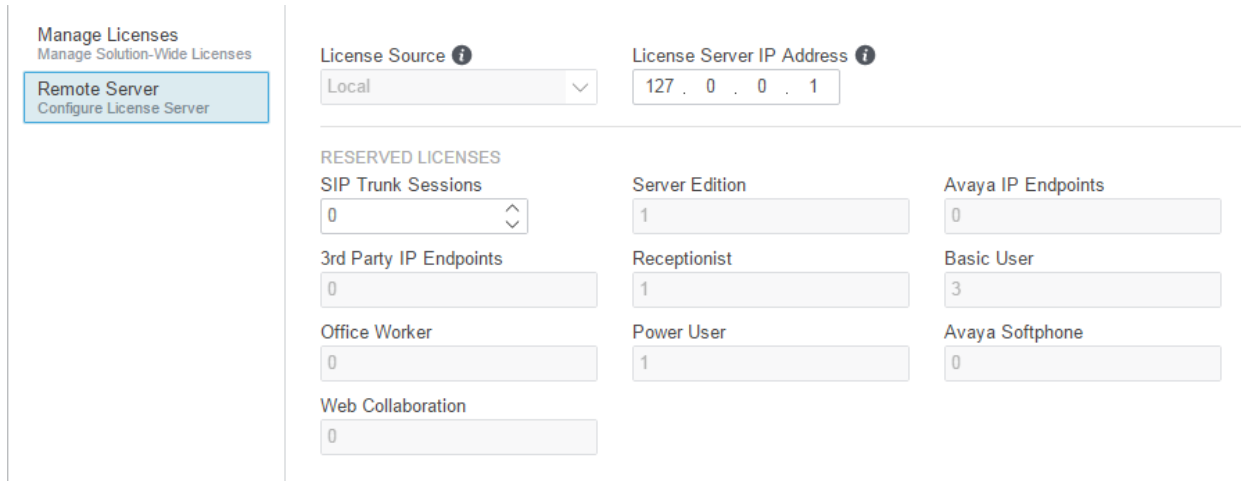 Manage Licenses
Manage Solution-Wide Licenses
Remote Server
Configure License Server
License Source i License Server IP Address i
Local 127 . 0 . 0 . 1
RESERVED LICENSES
SIP Trunk Sessions Server Edition Avaya IP Endpoints
0 1 0
3rd Party IP Endpoints Receptionist Basic User
0 1 3
Office Worker Power User Avaya Softphone
0 1 0
Web Collaboration
0